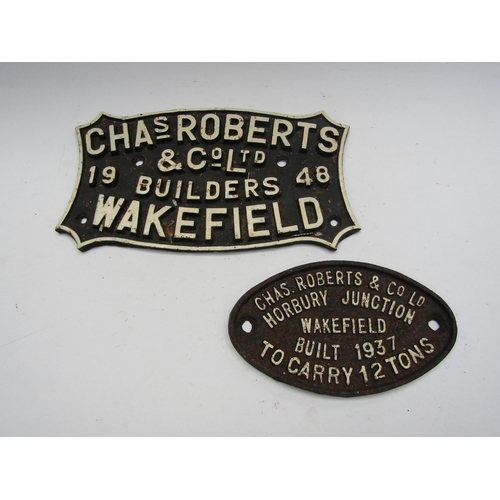 CHAS ROBERTS
& CO LTD
19 48
BUILDERS
WAKEFIELD
CHAS. ROBERTS & CO LD
HORBURY JUNCTION
WAKEFIELD
BUILT 1937
TO CARRY 12 TONS